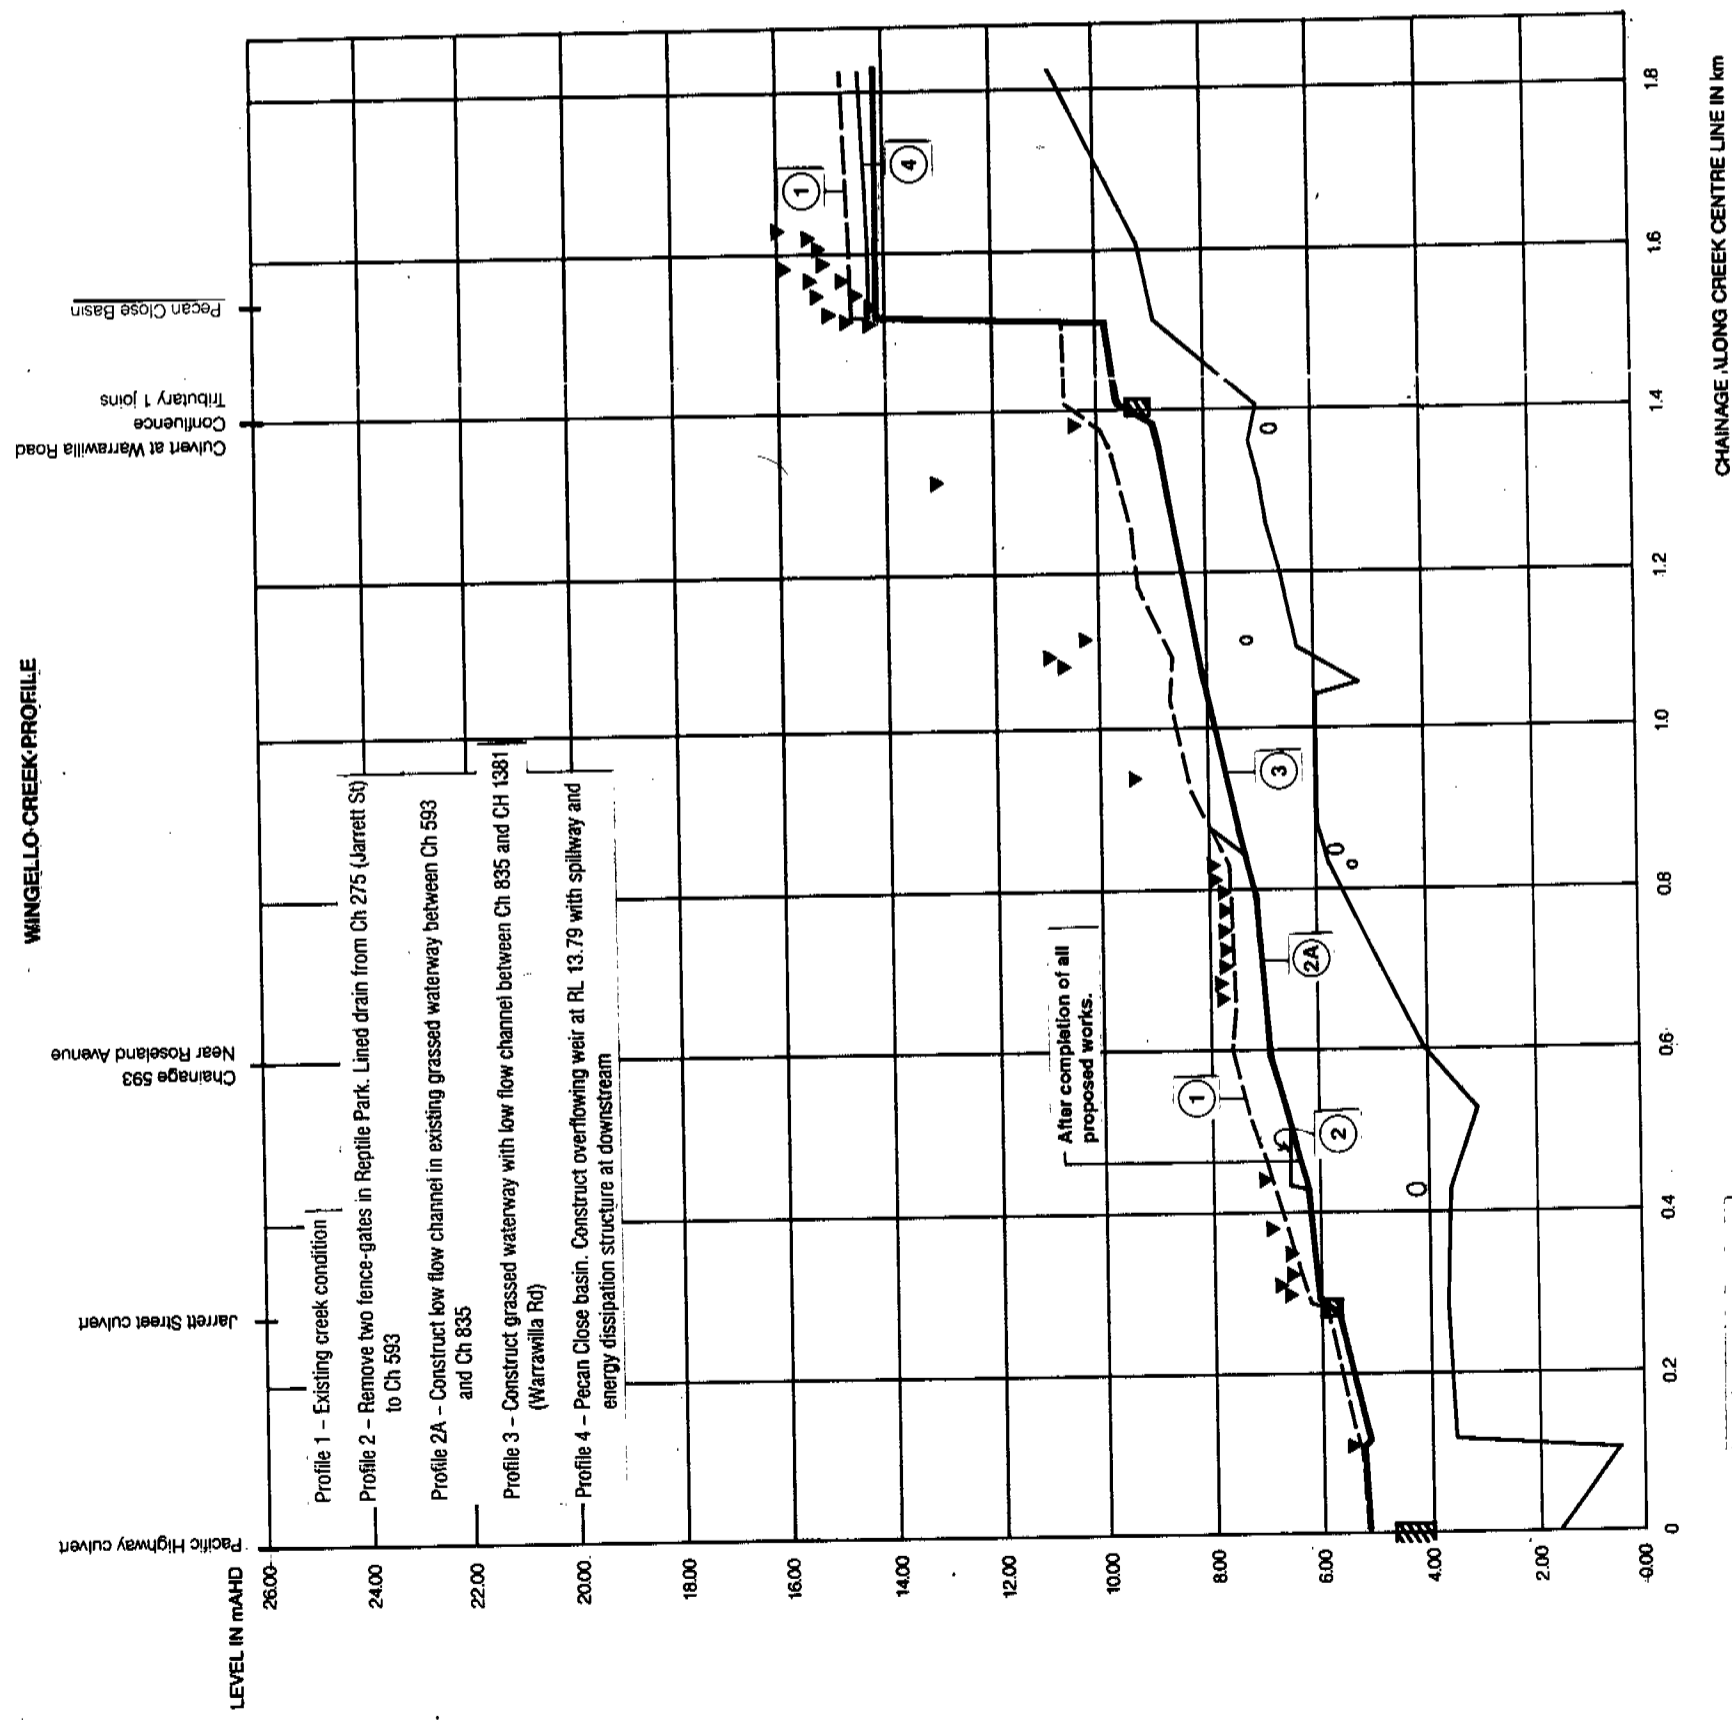 WINGELLO CREEK PROFILE
Pacific Highway culvert
Jarrett Street culvert
Chainage 593
Near Roseland Avenue
Culvert at Warrawilla Road
Confluence
Tributary 1 joins
Pecan Close Basin
LEVEL IN mAHD
26.00
24.00
22.00
20.00
16.00
14.00
12.00
10.00
8.00
6.00
4.00
2.00
-0.00
Profile 1 – Existing creek condition
Profile 2 – Remove two fence-gates in Reptile Park. Lined drain from Ch 275 (Jarrett St)
to Ch 593
Profile 2A – Construct low flow channel in existing grassed waterway between Ch 593
and Ch 835
Profile 3 – Construct grassed waterway with low flow channel between Ch 835 and CH 1381
(Warrawilla Rd)
Profile 4 – Pecan Close basin. Construct overflowing weir at RL 13.79 with spillway and
energy dissipation structure at downstream
After completion of all
proposed works.
1
2
2A
3
1
4
0
0.2
0.4
0.6
0.8
1.0
1.2
1.4
1.6
1.8
CHAINAGE ALONG CREEK CENTRE LINE IN km